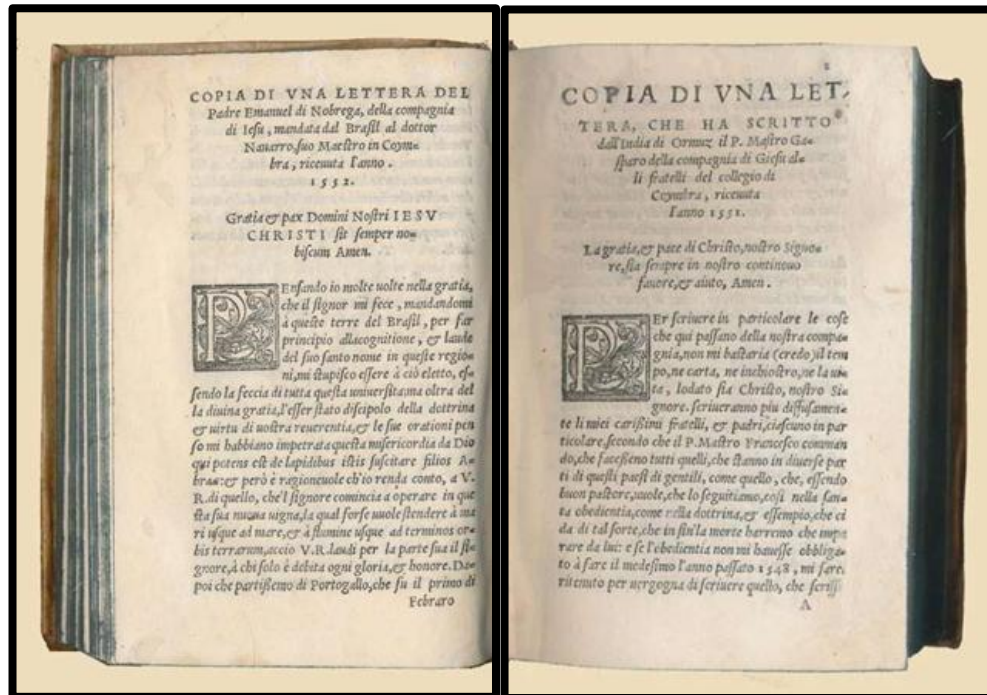 COPIA DI VNA LETTERA DEL
Padre Emanuel di Nobrega, della compagnia
di Iesu, mandata dal Brasil al dottor
Nauarro, suo Maestro in Coym-
bra, riceuuta l'anno.
1552.
Gratia & pax Domini Nostri IESV
CHRISTI sit semper no-
biscum Amen.
PEnsando io molte uolte nella gratia,
che il signor mi fece, mandandomi
à queste terre del Brasil, per far
principio alla cognitione, & laude
del suo santo nome in queste regio-
ni, mi stupisco essere à ciò eletto, es-
sendo la feccia di tutta questa uniuersita: ma oltra del
la diuina gratia, l'esser stato discipolo della dottrina
& uirtu di uostra reuerentia, & le sue orationi pen
so mi habbiano impetrata questa misericordia da Dio
qui potens est de lapidibus istis suscitare filios A-
brae: & però è ragioneuole ch'io renda conto, a V.
R. di quello, che'l signore comincia a operare in que
sta sua nuoua uigna, la qual forse uuole stendere à ma
ri usque ad mare, & à flumine usque ad terminos or-
bis terrarum, accio V.R. laudi per la parte sua il si-
gnore, à chi solo è debita ogni gloria, & honore. Da-
poi che partissemo di Portogallo, che fu il primo di
Febraro
COPIA DI VNA LET-
TERA, CHE HA SCRITTO
dall'India di Ormuz il P. Mastro Ga-
sparo della compagnia di Giesu al-
li fratelli del collegio di
Coymbra, riceuuta
l'anno 1551.
La gratia, & pace di Christo, nostro Signo-
re, sia sempre in nostro continouo
fauore, & aiuto, Amen.
PEr scriuere in particolare le cose
che qui passano della nostra compa-
gnia, non mi bastaria (credo) il tem
po, ne carta, ne inchiostro, ne la ui-
ta, lodato sia Christo, nostro Si-
gnore. scriueranno piu diffusamen-
te li miei carissimi fratelli, & padri, ciascuno in par
ticolare, secondo che il P. Mastro Francesco comman
do, che facessero tutti quelli, che stanno in diuerse par
ti di questi paesi di gentili, come quello, che, essendo
buon pastore, uuole, che lo seguitiamo, cosi nella san-
ta obedientia, come nella dottrina, & essempio, che ci
da di tal sorte, che in sin'la morte harremo che impa
rare da lui: e se l'obedientia non mi hauesse obbliga-
to à fare il medesimo l'anno passato 1548, mi sarei
ritenuto per uergogna di scriuere quello, che scrissi
A